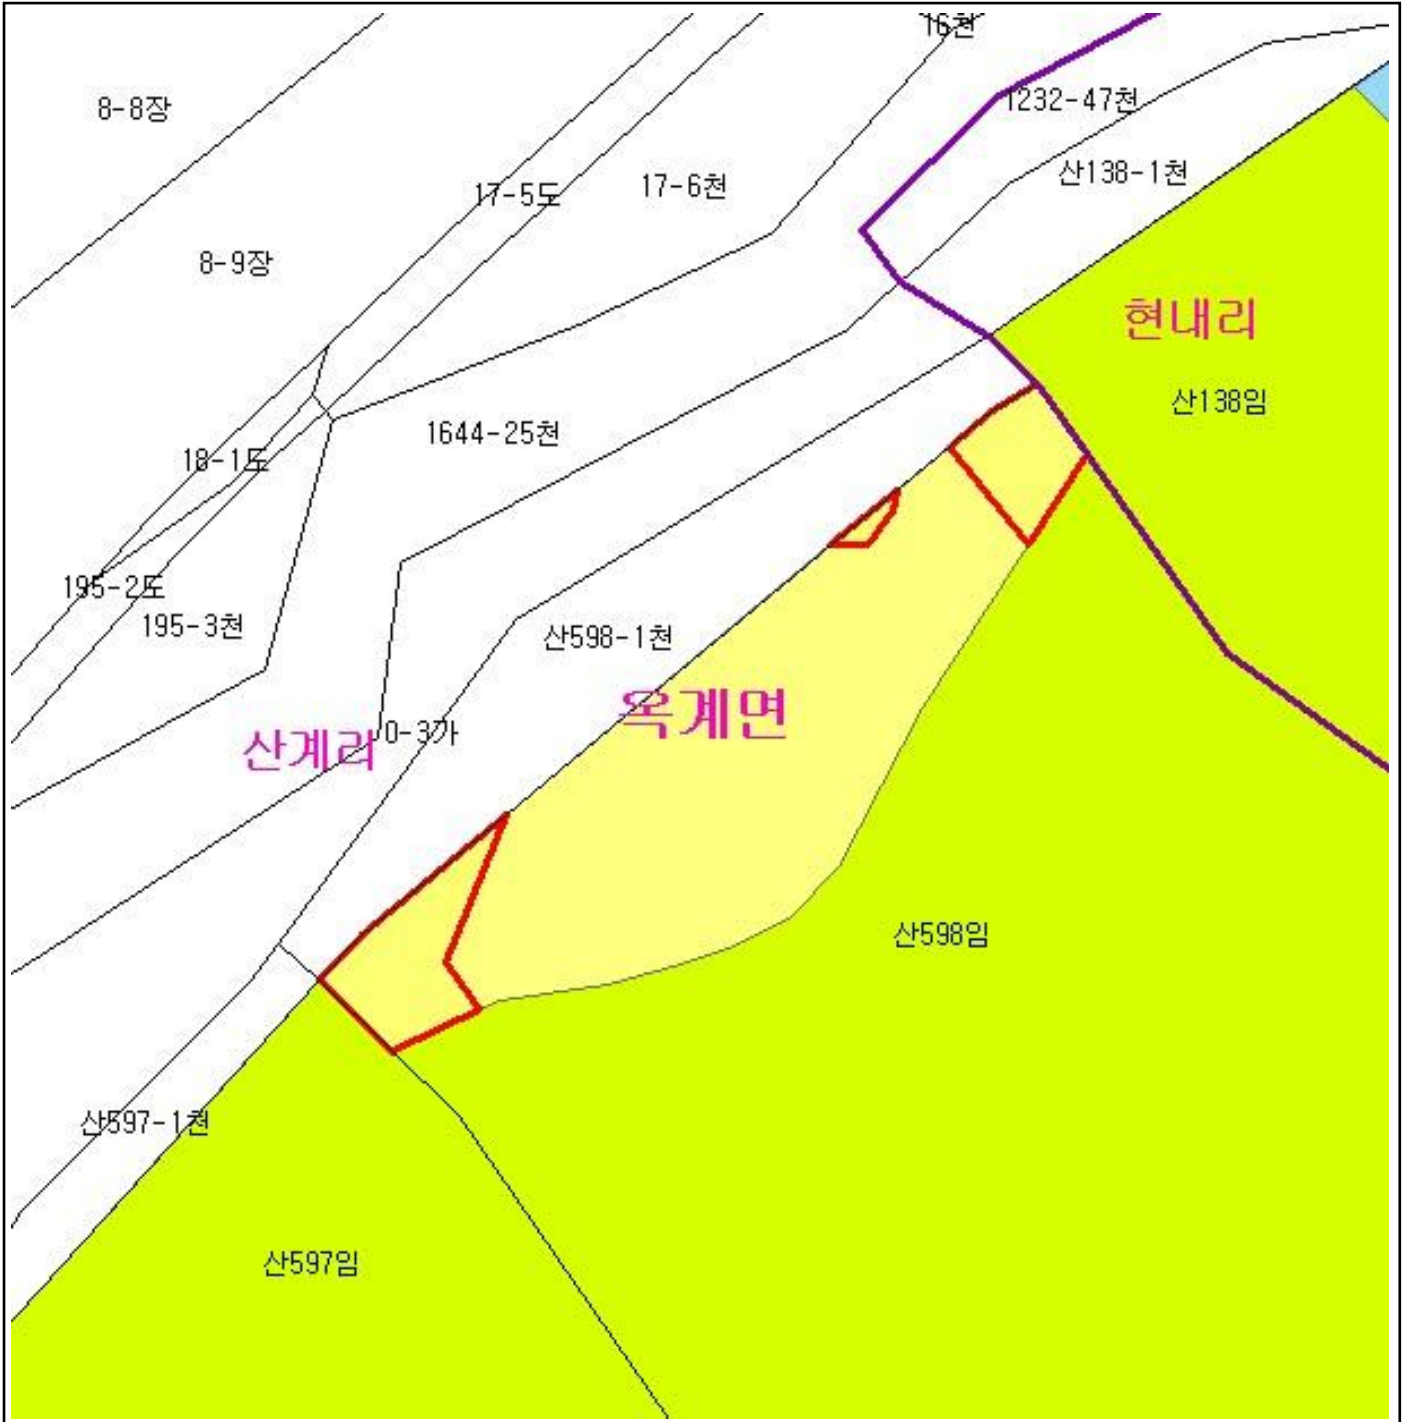 16천
8-8장
1232-47천
산138-1천
17-6천
17-5도
8-9장
현내리
산138임
1644-25천
18-1도
195-2도
195-3천
산598-1천
옥계면
0-3가
산계리
산598임
산597-1천
산597임